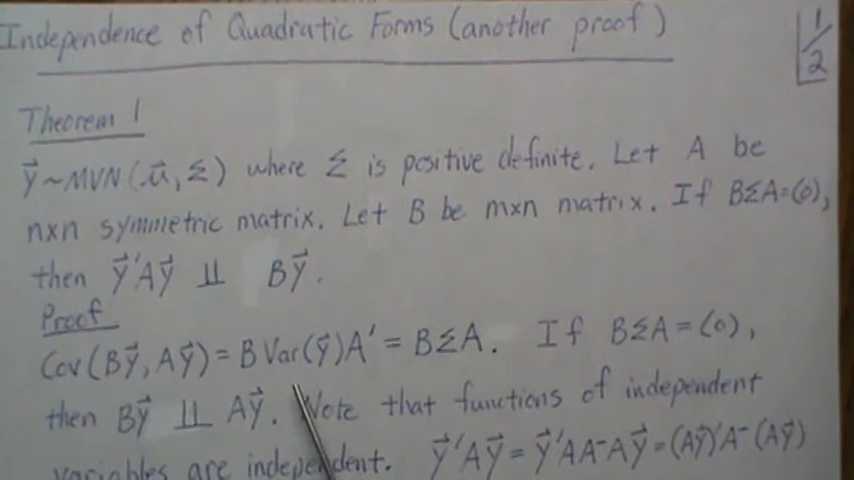 Independence of Quadratic Forms (another proof)
1/2
Theorem 1
y⃗ ~ MVN(μ⃗, Σ) where Σ is positive definite. Let A be
nxn symmetric matrix. Let B be mxn matrix. If BΣA=(0),
then y⃗'Ay⃗ ⫫ By⃗.
Proof
Cov(By⃗, Ay⃗) = B Var(y⃗)A' = BΣA. If BΣA=(0),
then By⃗ ⫫ Ay⃗. Note that functions of independent
variables are independent. y⃗'Ay⃗ = y⃗'AA⁻Ay⃗ = (Ay⃗)'A⁻(Ay⃗)